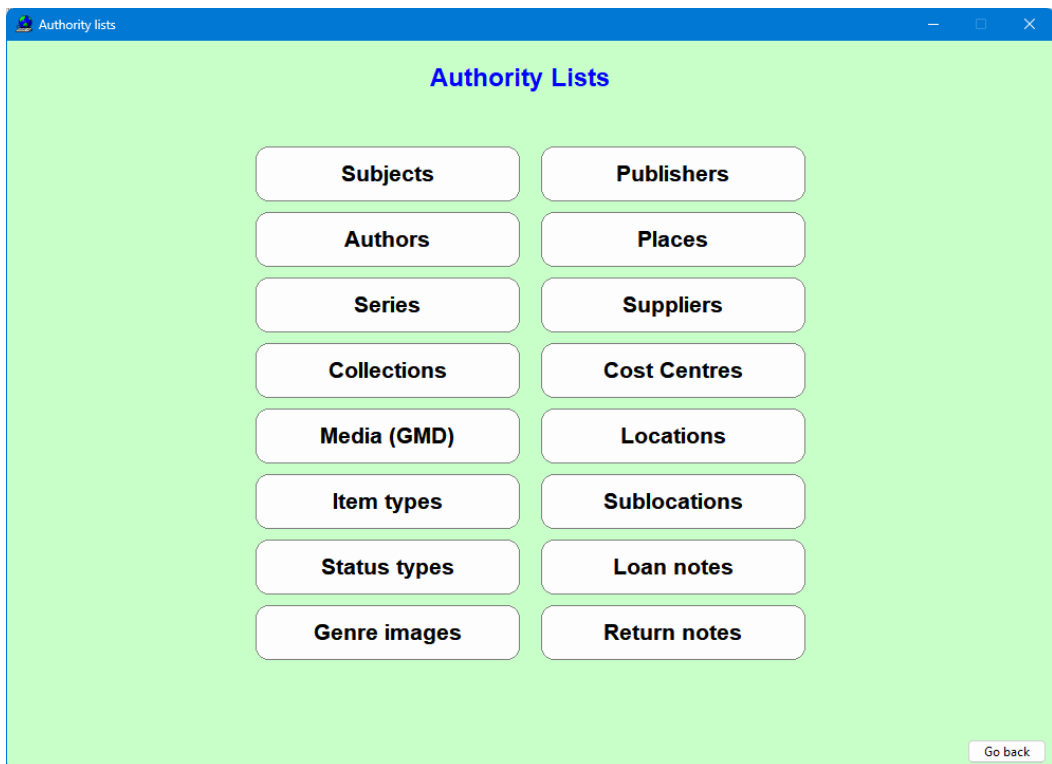 Authority lists
Authority Lists
Subjects
Publishers
Authors
Places
Series
Suppliers
Collections
Cost Centres
Media (GMD)
Locations
Item types
Sublocations
Status types
Loan notes
Genre images
Return notes
Go back